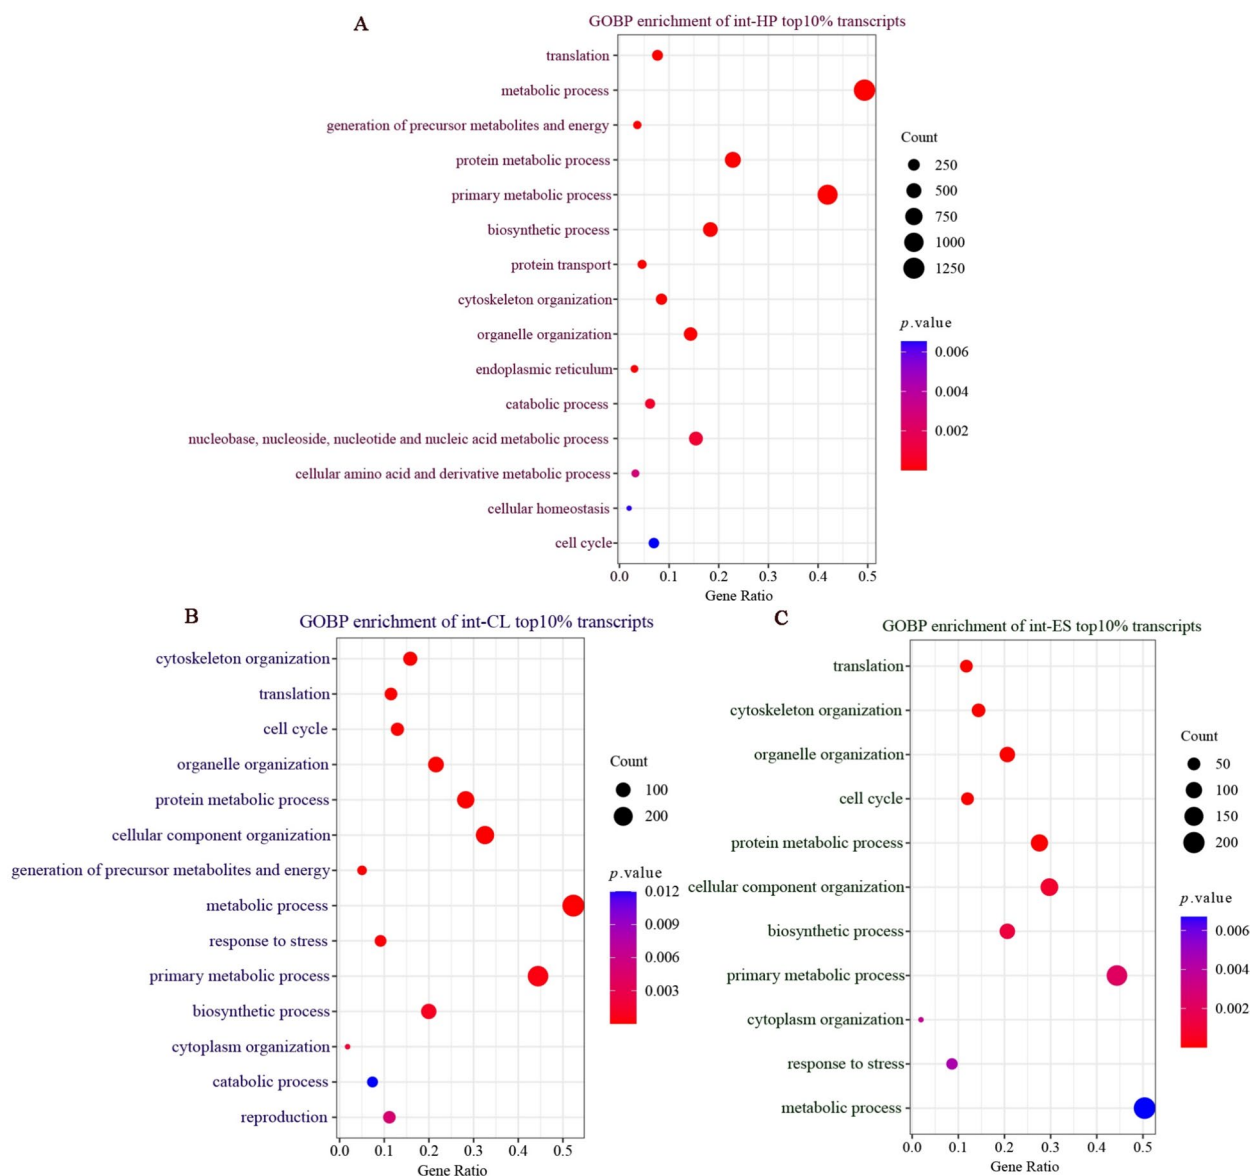 A
GOBP enrichment of int-HP top10% transcripts
translation
metabolic process
generation of precursor metabolites and energy
protein metabolic process
primary metabolic process
biosynthetic process
protein transport
cytoskeleton organization
organelle organization
endoplasmic reticulum
catabolic process
nucleobase, nucleoside, nucleotide and nucleic acid metabolic process
cellular amino acid and derivative metabolic process
cellular homeostasis
cell cycle
0.0 0.1 0.2 0.3 0.4 0.5
Gene Ratio
Count
250
500
750
1000
1250
p.value
0.006
0.004
0.002
B
GOBP enrichment of int-CL top10% transcripts
cytoskeleton organization
translation
cell cycle
organelle organization
protein metabolic process
cellular component organization
generation of precursor metabolites and energy
metabolic process
response to stress
primary metabolic process
biosynthetic process
cytoplasm organization
catabolic process
reproduction
0.0 0.1 0.2 0.3 0.4 0.5
Gene Ratio
Count
100
200
p.value
0.012
0.009
0.006
0.003
C
GOBP enrichment of int-ES top10% transcripts
translation
cytoskeleton organization
organelle organization
cell cycle
protein metabolic process
cellular component organization
biosynthetic process
primary metabolic process
cytoplasm organization
response to stress
metabolic process
0.0 0.1 0.2 0.3 0.4 0.5
Gene Ratio
Count
50
100
150
200
p.value
0.006
0.004
0.002